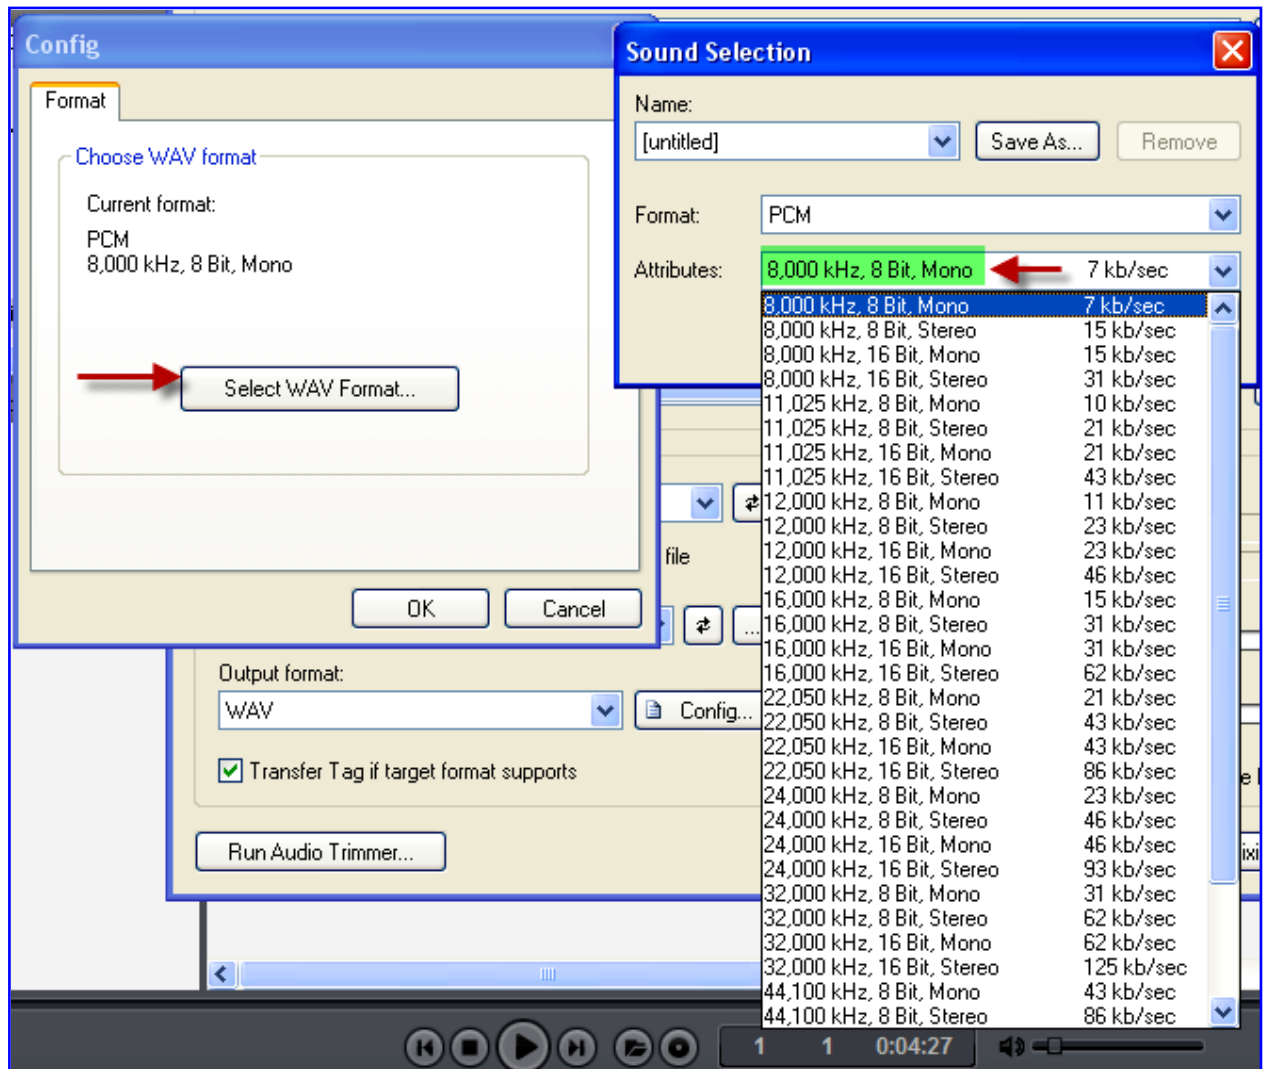 Config
Format
Choose WAV format
Current format:
PCM
8,000 kHz, 8 Bit, Mono
Select WAV Format...
OK
Cancel
Sound Selection
Name:
[untitled]
Save As...
Remove
Format:
PCM
Attributes:
8,000 kHz, 8 Bit, Mono 7 kb/sec
8,000 kHz, 8 Bit, Mono 7 kb/sec
8,000 kHz, 8 Bit, Stereo 15 kb/sec
8,000 kHz, 16 Bit, Mono 15 kb/sec
8,000 kHz, 16 Bit, Stereo 31 kb/sec
11,025 kHz, 8 Bit, Mono 10 kb/sec
11,025 kHz, 8 Bit, Stereo 21 kb/sec
11,025 kHz, 16 Bit, Mono 21 kb/sec
11,025 kHz, 16 Bit, Stereo 43 kb/sec
12,000 kHz, 8 Bit, Mono 11 kb/sec
12,000 kHz, 8 Bit, Stereo 23 kb/sec
12,000 kHz, 16 Bit, Mono 23 kb/sec
12,000 kHz, 16 Bit, Stereo 46 kb/sec
16,000 kHz, 8 Bit, Mono 15 kb/sec
16,000 kHz, 8 Bit, Stereo 31 kb/sec
16,000 kHz, 16 Bit, Mono 31 kb/sec
16,000 kHz, 16 Bit, Stereo 62 kb/sec
22,050 kHz, 8 Bit, Mono 21 kb/sec
22,050 kHz, 8 Bit, Stereo 43 kb/sec
22,050 kHz, 16 Bit, Mono 43 kb/sec
22,050 kHz, 16 Bit, Stereo 86 kb/sec
24,000 kHz, 8 Bit, Mono 23 kb/sec
24,000 kHz, 8 Bit, Stereo 46 kb/sec
24,000 kHz, 16 Bit, Mono 46 kb/sec
24,000 kHz, 16 Bit, Stereo 93 kb/sec
32,000 kHz, 8 Bit, Mono 31 kb/sec
32,000 kHz, 8 Bit, Stereo 62 kb/sec
32,000 kHz, 16 Bit, Mono 62 kb/sec
32,000 kHz, 16 Bit, Stereo 125 kb/sec
44,100 kHz, 8 Bit, Mono 43 kb/sec
44,100 kHz, 8 Bit, Stereo 86 kb/sec
file
...
Output format:
WAV
Config...
Transfer Tag if target format supports
Run Audio Trimmer...
1 1 0:04:27